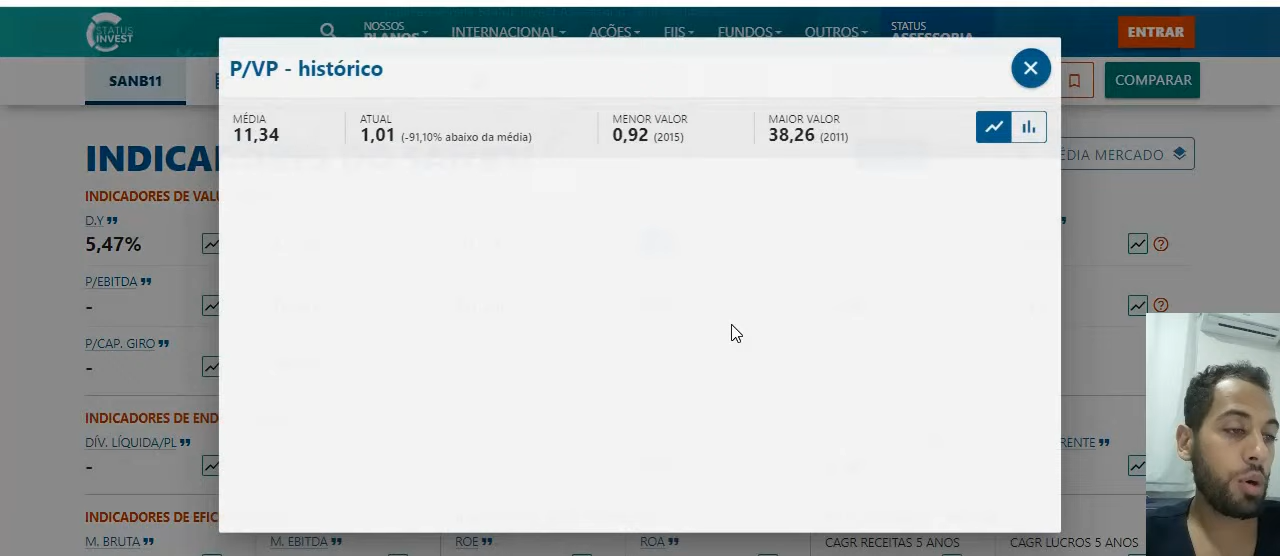 STATUS
INVEST
NOSSOS
PLANOS
INTERNACIONAL
AÇÕES
FIIS
FUNDOS
OUTROS
STATUS
ASSESSORIA
ENTRAR
P/VP - histórico
SANB11
COMPARAR
MÉDIA
11,34
ATUAL
1,01 (-91,10% abaixo da média)
MENOR VALOR
0,92 (2015)
MAIOR VALOR
38,26 (2011)
INDICA
ÉDIA MERCADO
INDICADORES DE VALU
D.Y
5,47%
P/EBITDA
-
P/CAP. GIRO
-
INDICADORES DE END
DÍV. LÍQUIDA/PL
RENTE
-
INDICADORES DE EFIC
M. BRUTA
M. EBITDA
ROE
ROA
CAGR RECEITAS 5 ANOS
CAGR LUCROS 5 ANOS